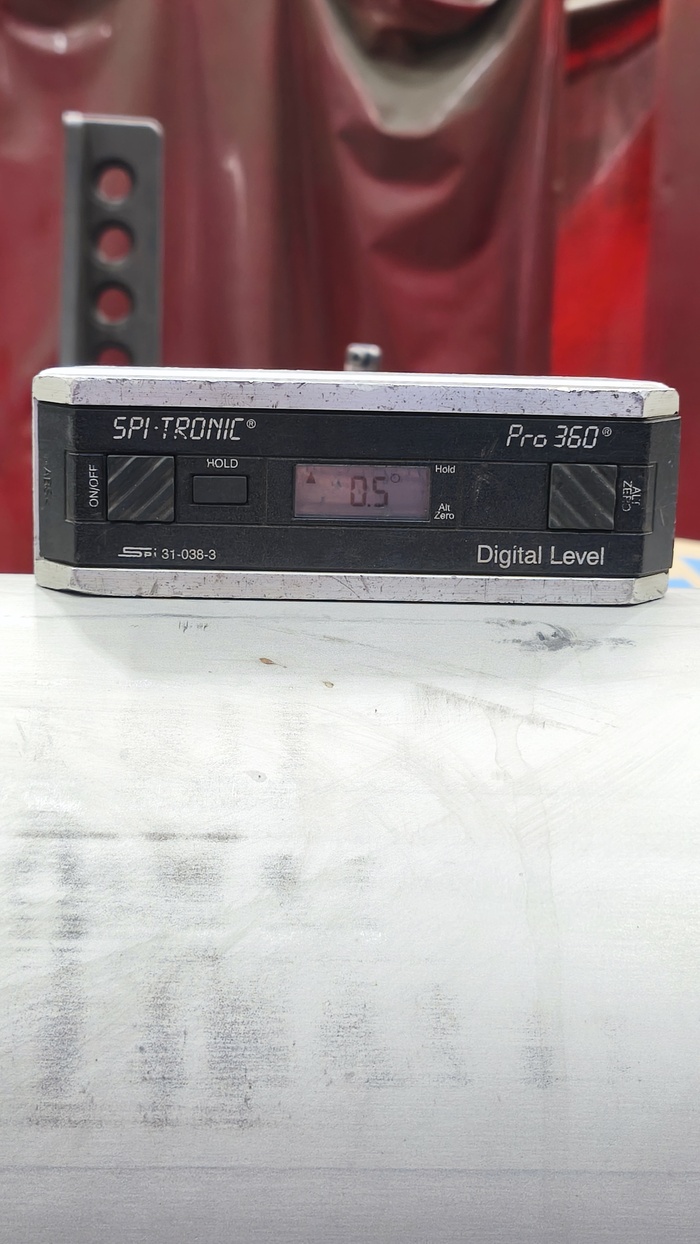 SPI-TRONIC® Pro 360®
ON/OFF HOLD 0.5° Hold
Alt
Zero
ALT
ZERO
SPi 31-038-3 Digital Level